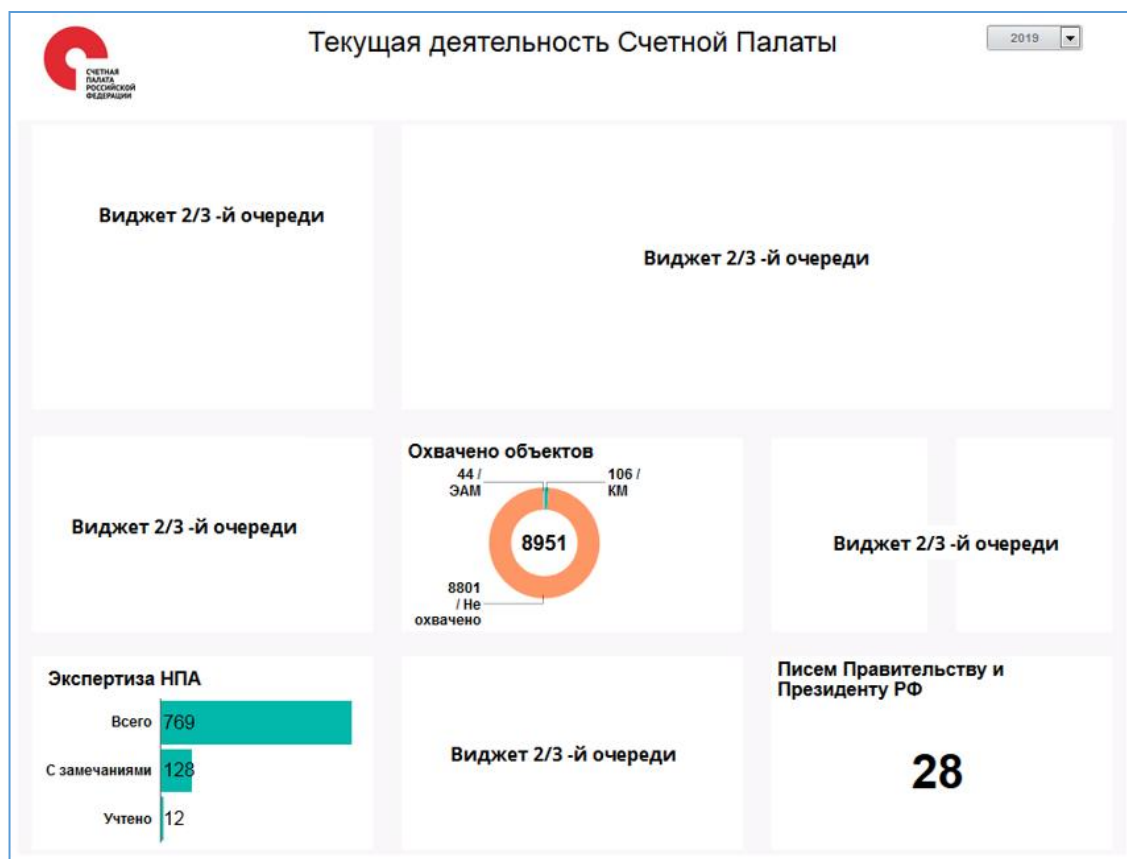 СЧЕТНАЯ
ПАЛАТА
РОССИЙСКОЙ
ФЕДЕРАЦИИ
Текущая деятельность Счетной Палаты
2019
Виджет 2/3 -й очереди
Виджет 2/3 -й очереди
Виджет 2/3 -й очереди
Охвачено объектов
44 /
ЭАМ
106 /
КМ
8951
8801
/ Не
охвачено
Виджет 2/3 -й очереди
Экспертиза НПА
Всего 769
С замечаниями 128
Учтено 12
Виджет 2/3 -й очереди
Писем Правительству и
Президенту РФ
28